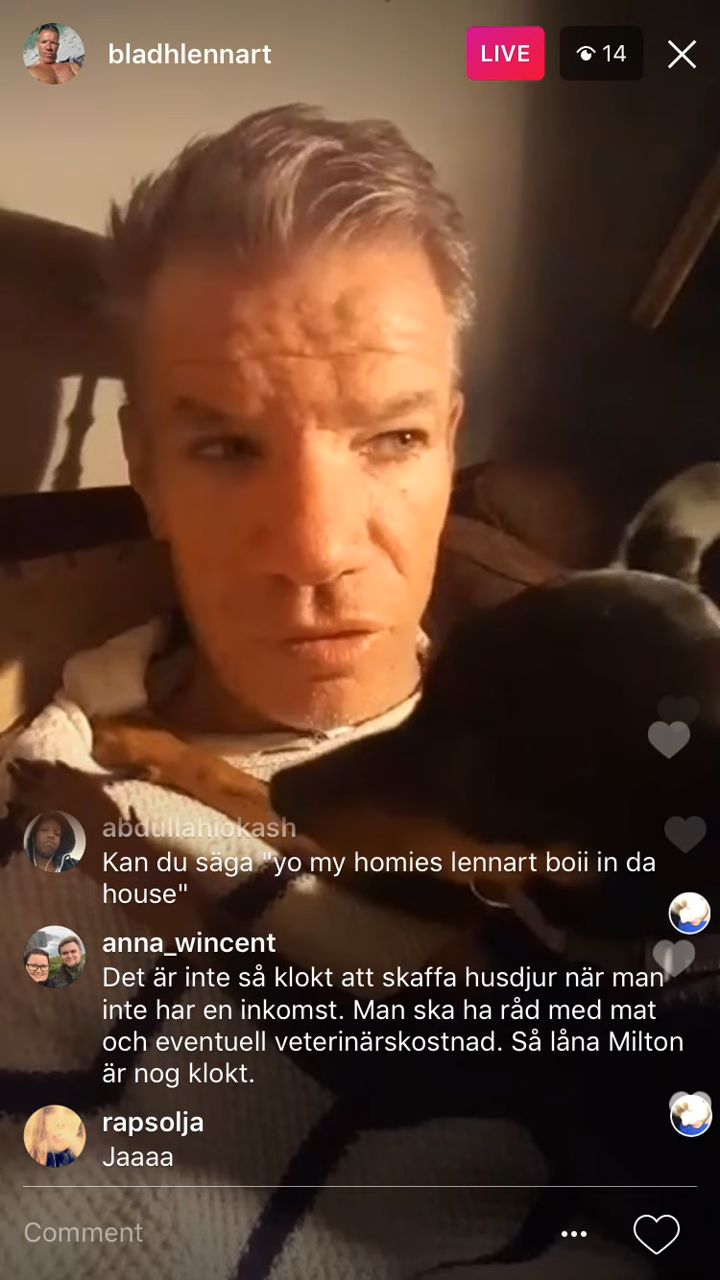 bladhlennart
LIVE
14
abdullahiokash
Kan du säga "yo my homies lennart boii in da
house"
anna_wincent
Det är inte så klokt att skaffa husdjur när man
inte har en inkomst. Man ska ha råd med mat
och eventuell veterinärskostnad. Så låna Milton
är nog klokt.
rapsolja
Jaaaa
Comment